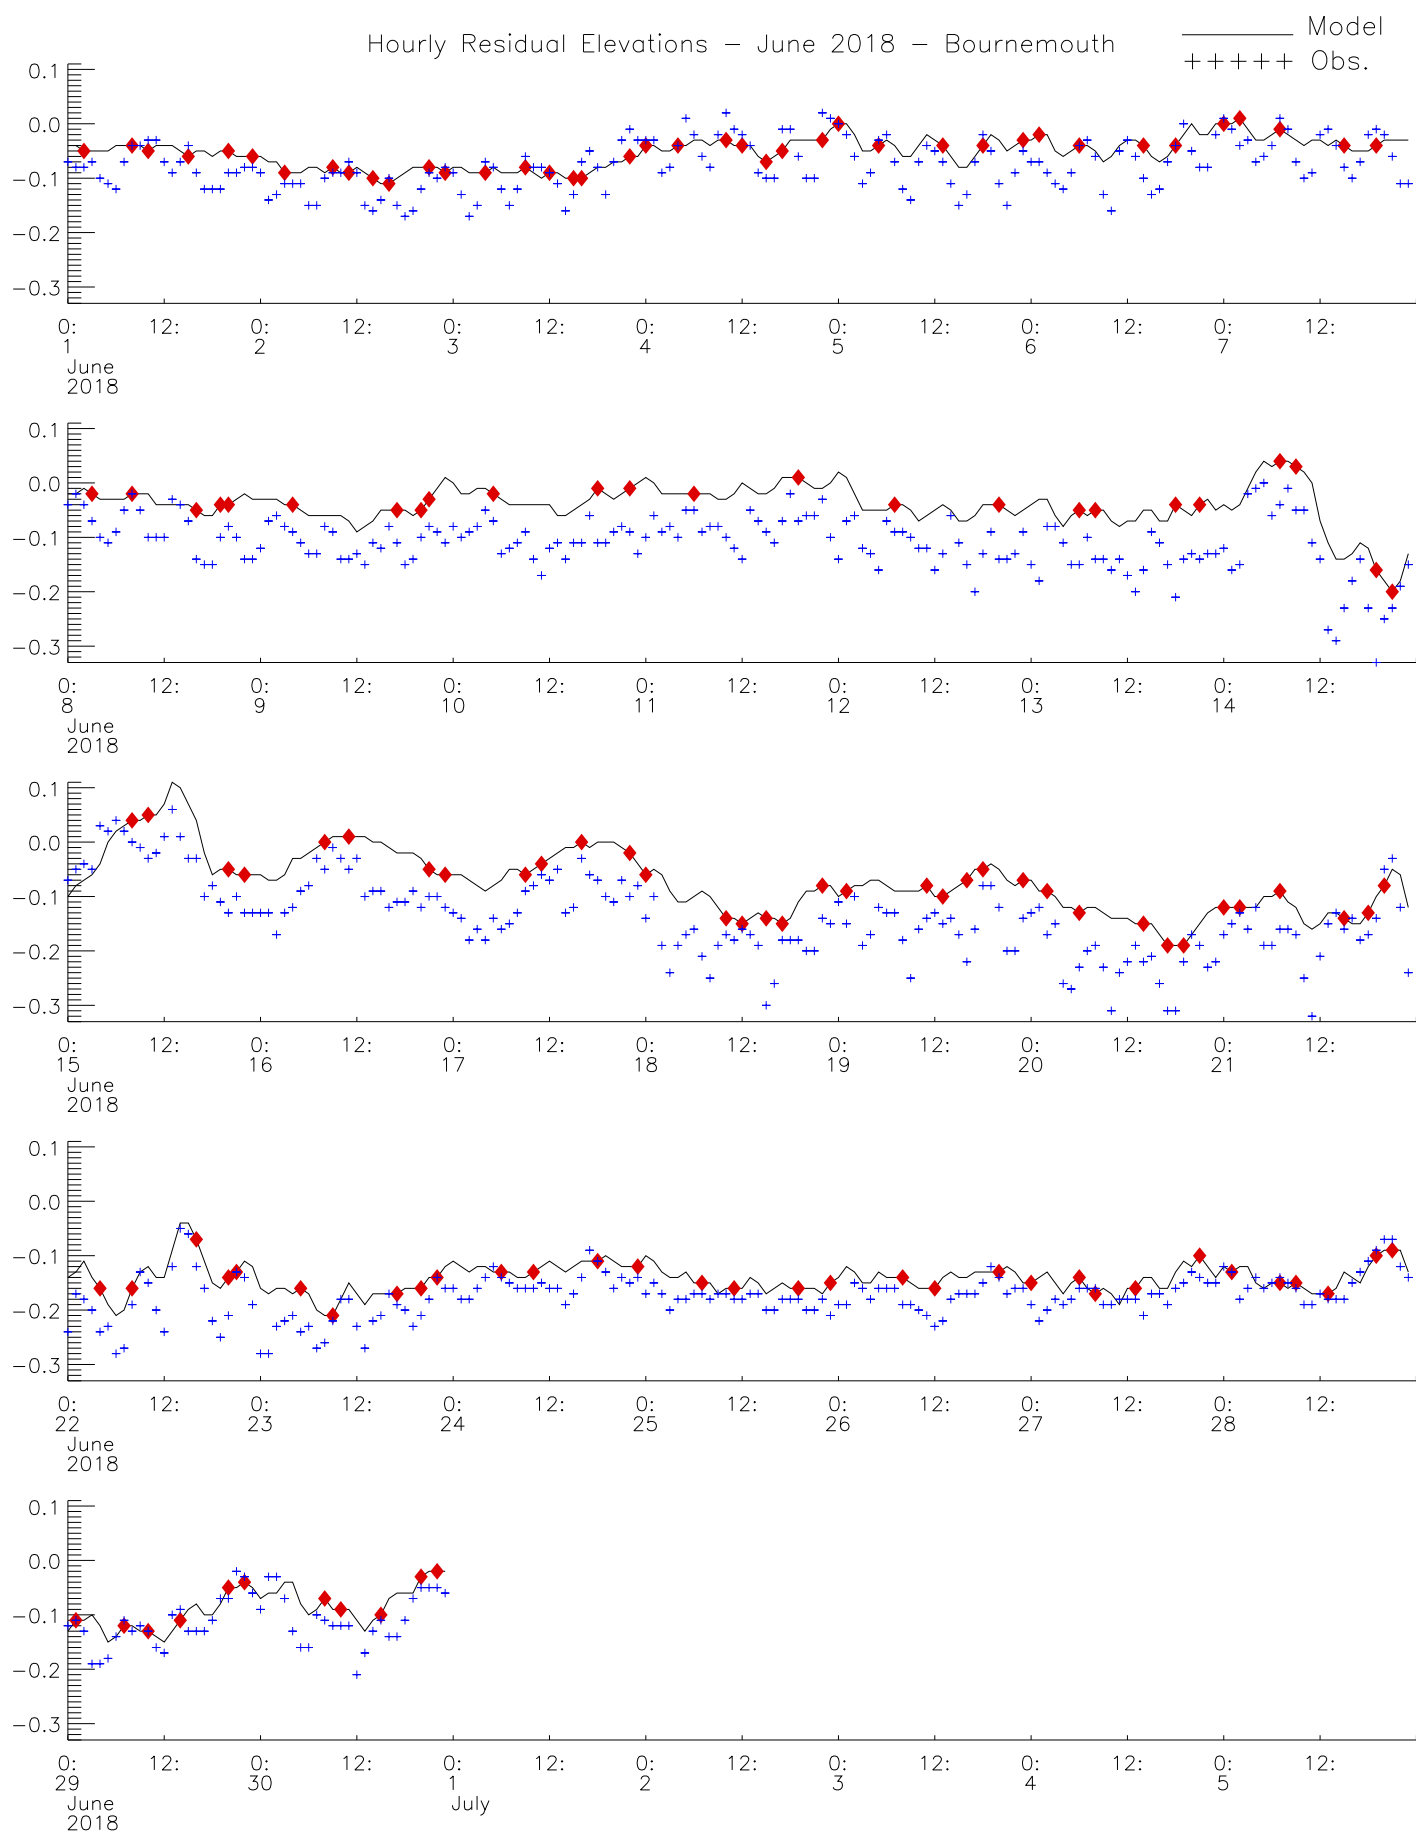 Hourly Residual Elevations – June 2018 – Bournemouth
Model
+++++ Obs.
0.1
0.0
−0.1
−0.2
−0.3
0: 12: 0: 12: 0: 12: 0: 12: 0: 12: 0: 12: 0: 12:
1 2 3 4 5 6 7
June
2018
0.1
0.0
−0.1
−0.2
−0.3
0: 12: 0: 12: 0: 12: 0: 12: 0: 12: 0: 12: 0: 12:
8 9 10 11 12 13 14
June
2018
0.1
0.0
−0.1
−0.2
−0.3
0: 12: 0: 12: 0: 12: 0: 12: 0: 12: 0: 12: 0: 12:
15 16 17 18 19 20 21
June
2018
0.1
0.0
−0.1
−0.2
−0.3
0: 12: 0: 12: 0: 12: 0: 12: 0: 12: 0: 12: 0: 12:
22 23 24 25 26 27 28
June
2018
0.1
0.0
−0.1
−0.2
−0.3
0: 12: 0: 12: 0: 12: 0: 12: 0: 12: 0: 12: 0: 12:
29 30 1 2 3 4 5
June July
2018